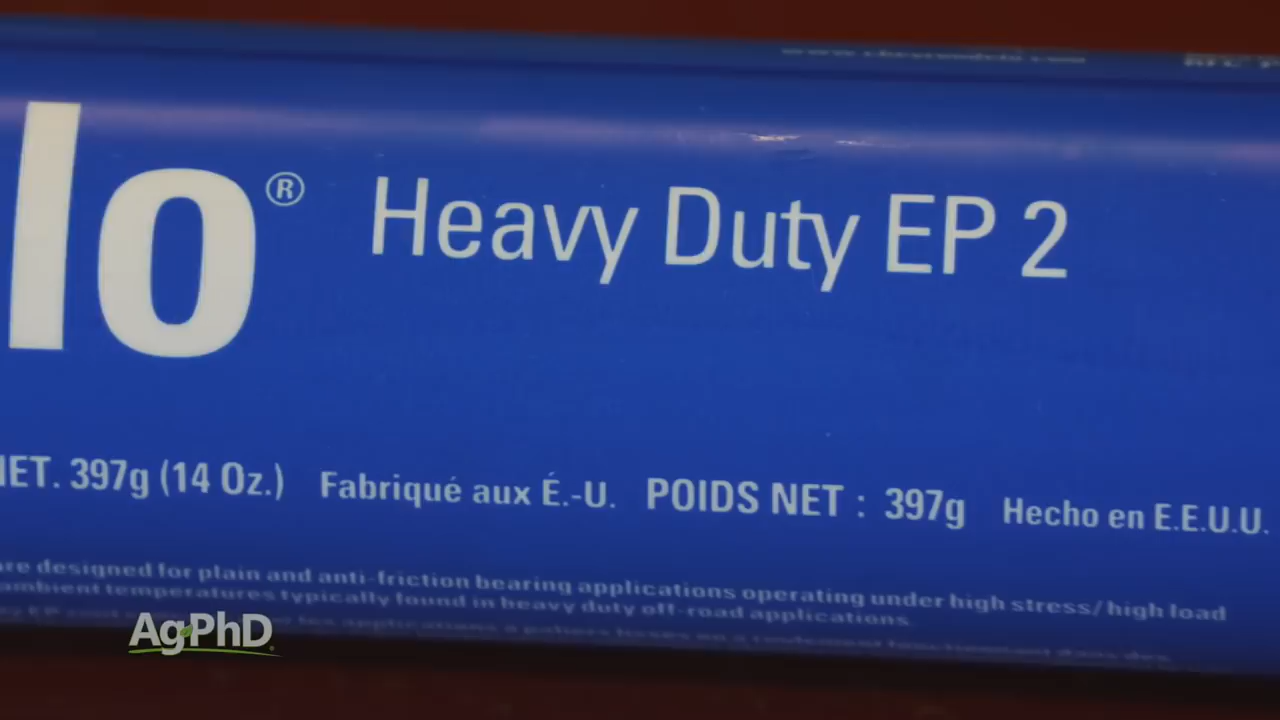 lo® Heavy Duty EP 2
NET. 397g (14 Oz.) Fabriqué aux É.-U. POIDS NET : 397g Hecho en E.E.U.U.
are designed for plain and anti-friction bearing applications operating under high stress/high load
ambient temperatures typically found in heavy duty off-road applications.
AgPhD